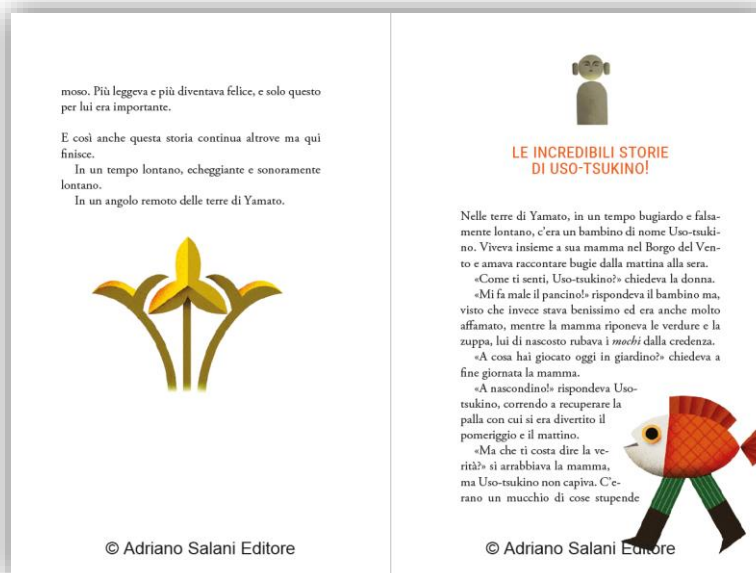 moso. Più leggeva e più diventava felice, e solo questo
per lui era importante.
E così anche questa storia continua altrove ma qui
finisce.
In un tempo lontano, echeggiante e sonoramente
lontano.
In un angolo remoto delle terre di Yamato.
© Adriano Salani Editore
LE INCREDIBILI STORIE
DI USO-TSUKINO!
Nelle terre di Yamato, in un tempo bugiardo e falsa-
mente lontano, c'era un bambino di nome Uso-tsuki-
no. Viveva insieme a sua mamma nel Borgo del Ven-
to e amava raccontare bugie dalla mattina alla sera.
«Come ti senti, Uso-tsukino?» chiedeva la donna.
«Mi fa male il pancino!» rispondeva il bambino ma,
visto che invece stava benissimo ed era anche molto
affamato, mentre la mamma riponeva le verdure e la
zuppa, lui di nascosto rubava i mochi dalla credenza.
«A cosa hai giocato oggi in giardino?» chiedeva a
fine giornata la mamma.
«A nascondino!» rispondeva Uso-
tsukino, correndo a recuperare la
palla con cui si era divertito il
pomeriggio e il mattino.
«Ma che ti costa dire la ve-
rità?» si arrabbiava la mamma,
ma Uso-tsukino non capiva. C'e-
rano un mucchio di cose stupende
© Adriano Salani Editore